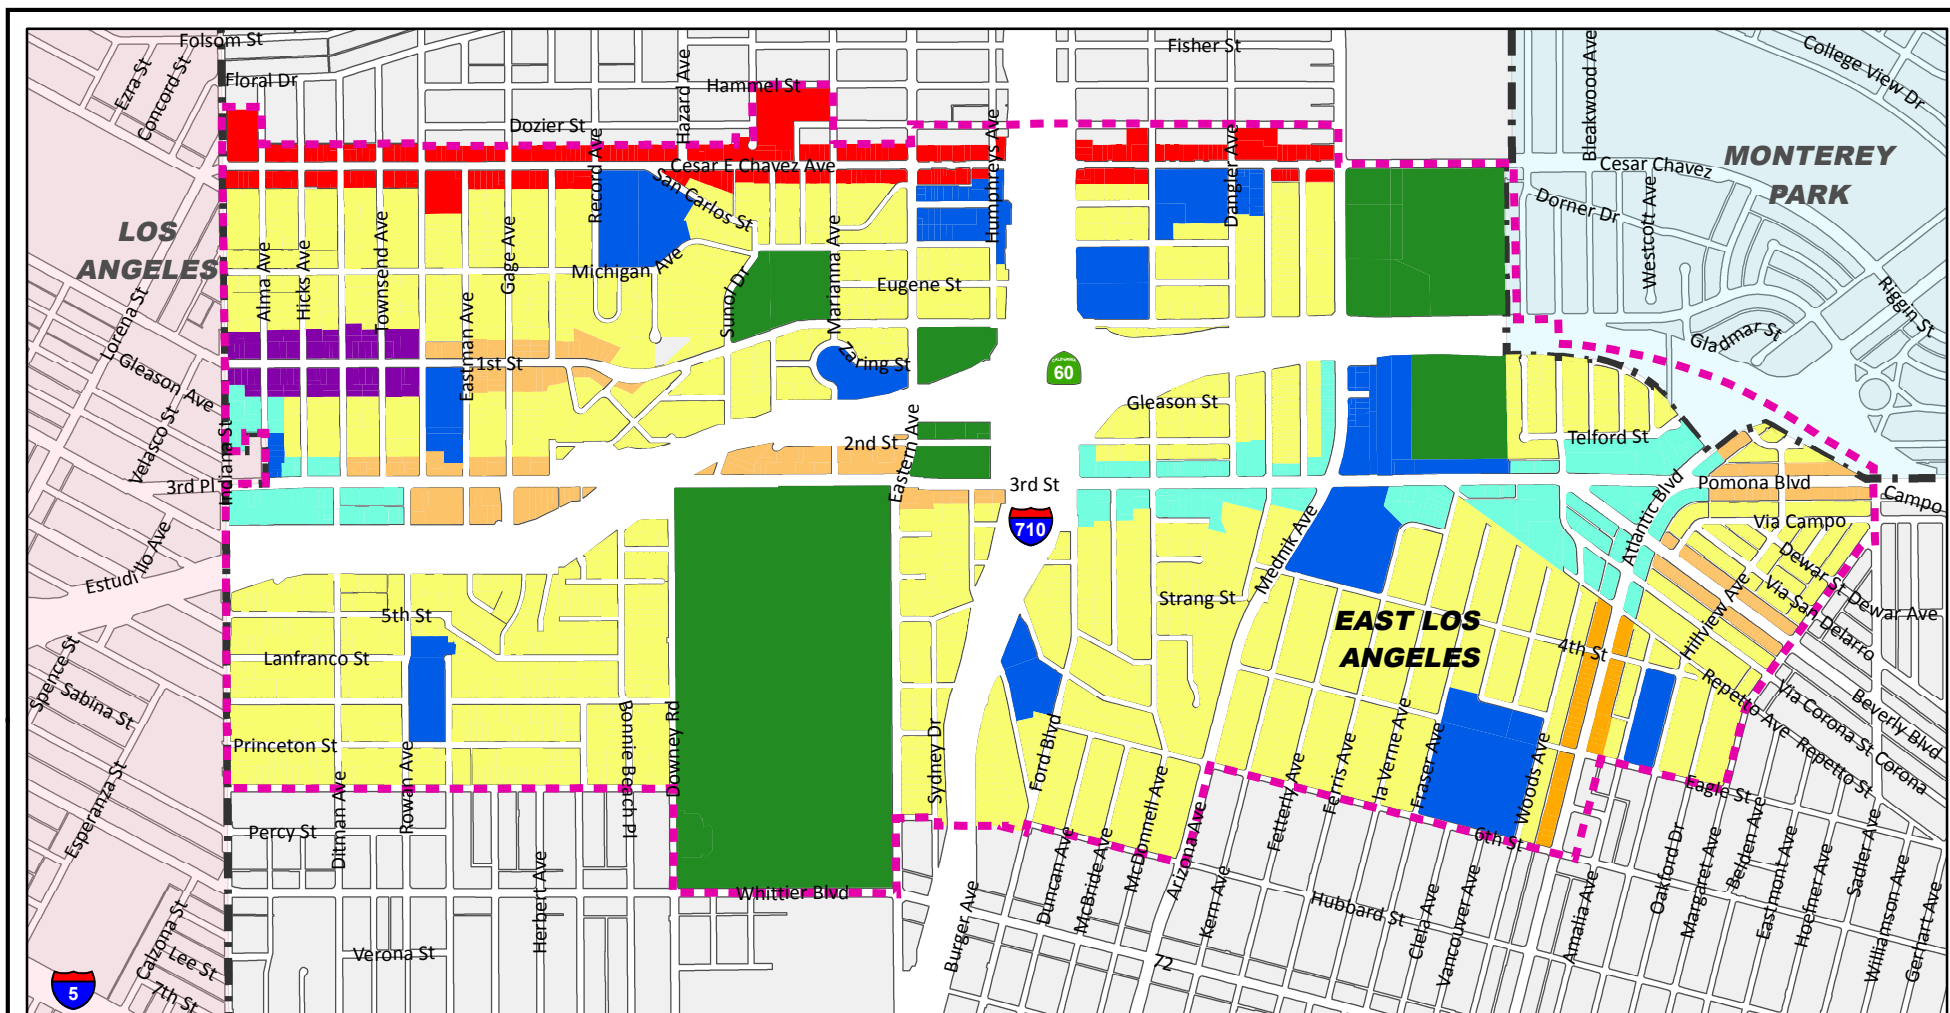 Folsom St
Fisher St
College View Dr
Ezra St
Concord St
Floral Dr
Hazard Ave
Hammel St
Bleakwood Ave
Dozier St
Record Ave
Humphreys Ave
Cesar E Chavez Ave
Dangler Ave
Cesar Chavez
MONTEREY
PARK
San Carlos St
Dorner Dr
Westcott Ave
LOS
ANGELES
Alma Ave
Hicks Ave
Townsend Ave
Gage Ave
Michigan Ave
Marianna Ave
Sunol Dr
Eugene St
Riggin St
Lorena St
Eastman Ave
Gladmar St
1st St
Zaring St
CALIFORNIA
60
Gleason Ave
Gleason St
Velasco St
Eastern Ave
2nd St
Telford St
3rd Pl
Indiana St
3rd St
Pomona Blvd
Campo
710
Atlantic Blvd
Via Campo
Estudillo Ave
Mednik Ave
Dewar St
Dewar Ave
Strang St
5th St
Via San Delarro
Hillview Ave
EAST LOS
ANGELES
4th St
Lanfranco St
Spence St
Sabina St
Repetto Ave
Via Corona St
Corona
Beverly Blvd
Repetto St
Princeton St
Rowan Ave
Bonnie Beach Pl
Downey Rd
Sydney Dr
Ford Blvd
la Verne Ave
Fraser Ave
Woods Ave
Ferris Ave
Fetterly Ave
Eagle St
Esperanza St
Percy St
Ditman Ave
McDonnell Ave
Arizona Ave
6th St
Duncan Ave
McBride Ave
Oakford Dr
Margaret Ave
Belden Ave
Eastmont Ave
Hoefner Ave
Sadler Ave
Williamson Ave
Gerhart Ave
Whittier Blvd
Herbert Ave
Burger Ave
Kern Ave
Hubbard St
Clela Ave
Vancouver Ave
Amalia Ave
Calzona St
Lee St
7th St
Verona St
72
5